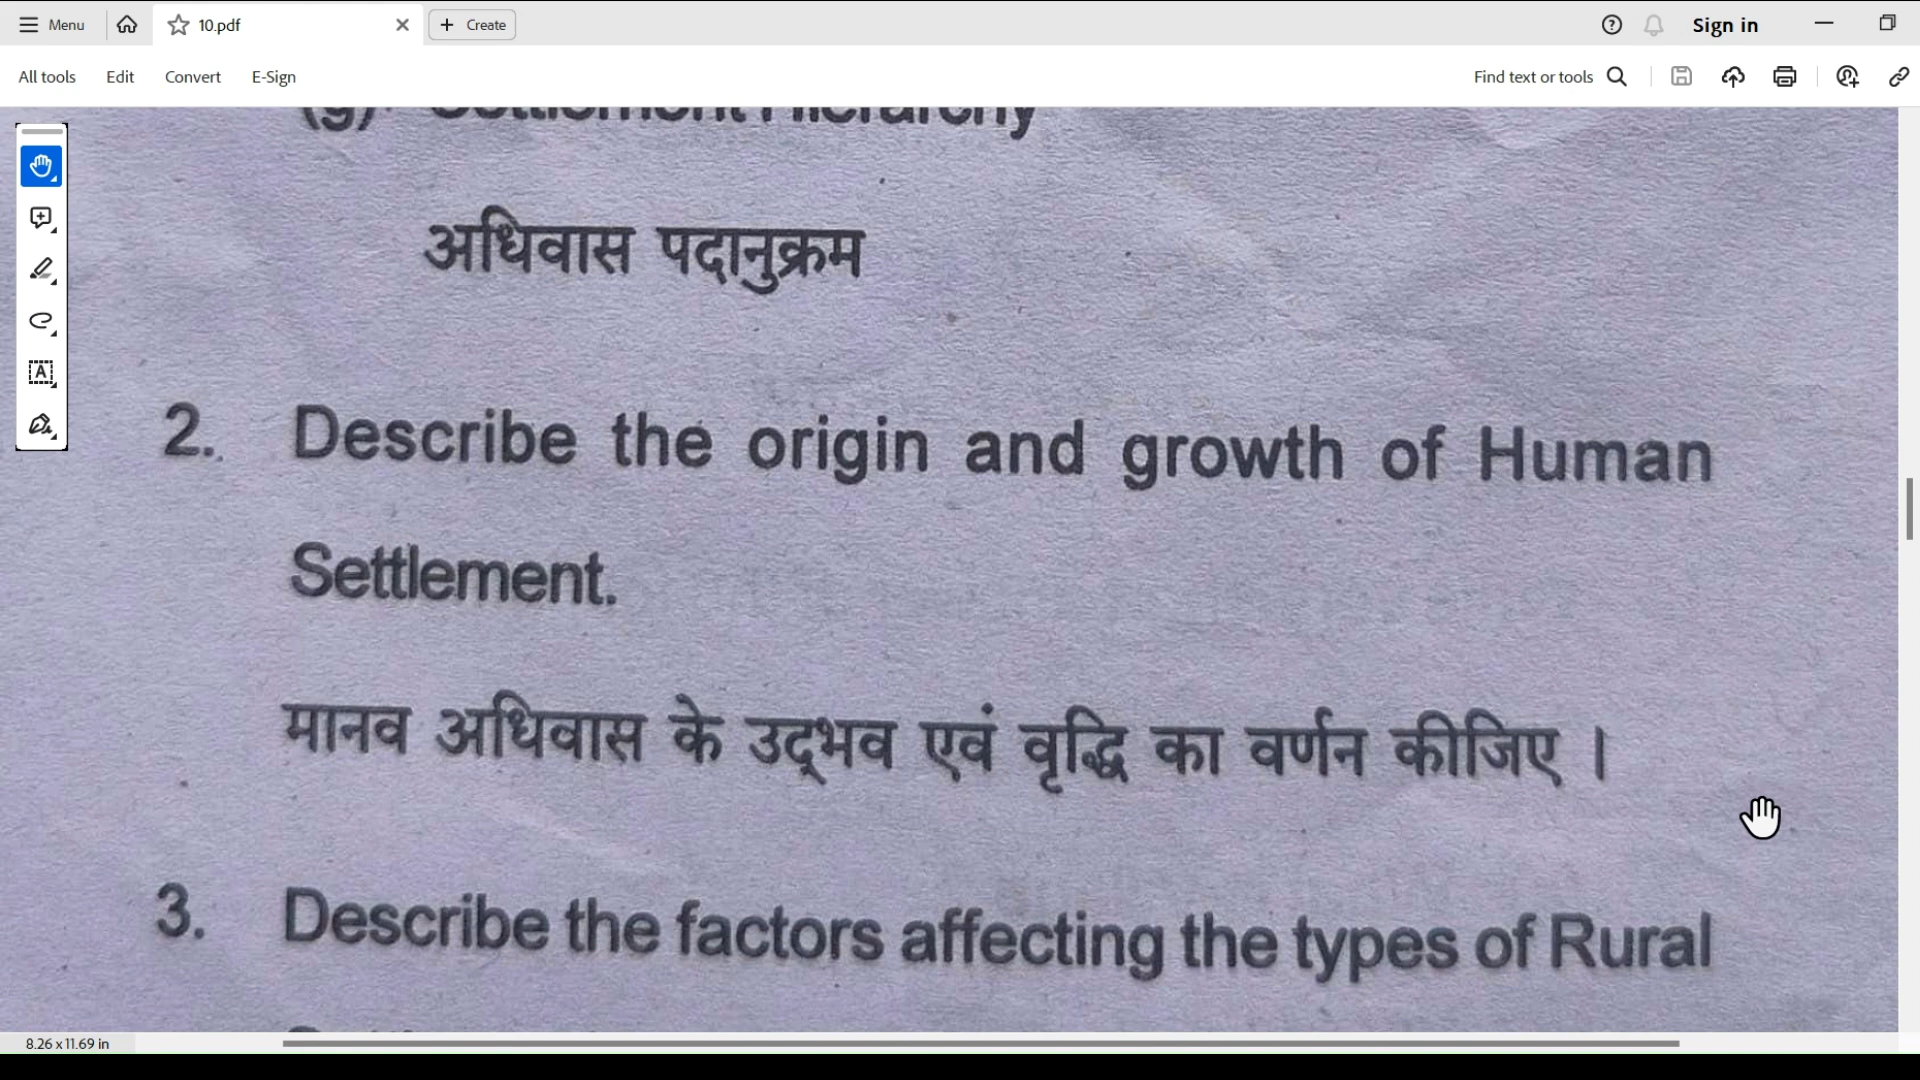 Menu
10.pdf
Create
Sign in
All tools
Edit
Convert
E-Sign
Find text or tools
(g) Settlement Hierarchy
अधिवास पदानुक्रम
2. Describe the origin and growth of Human
Settlement.
मानव अधिवास के उद्‌भव एवं वृद्धि का वर्णन कीजिए ।
3. Describe the factors affecting the types of Rural
8.26 x 11.69 in